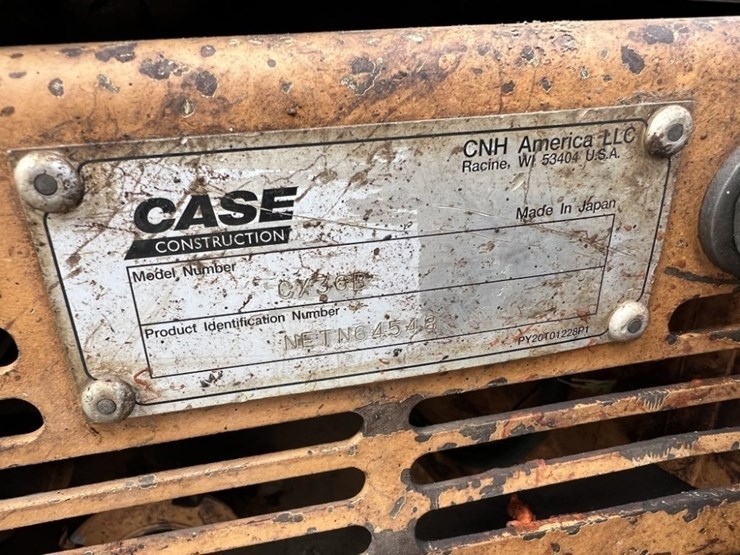 CNH America LLC
Racine, WI 53404 U.S.A.
CASE
CONSTRUCTION
Made In Japan
Model Number
CX36B
Product Identification Number
NETN64548
PY20T01228P1